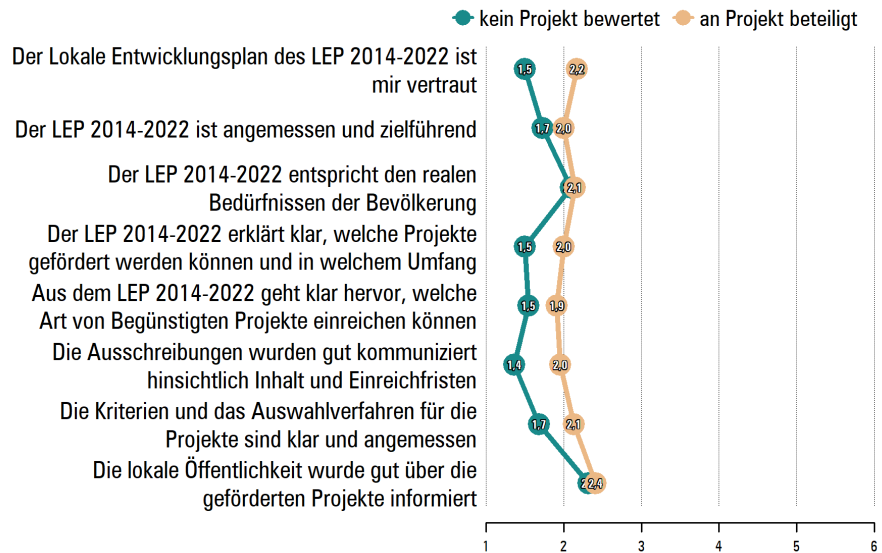 kein Projekt bewertet an Projekt beteiligt
Der Lokale Entwicklungsplan des LEP 2014-2022 ist
mir vertraut
1,5 2,2
Der LEP 2014-2022 ist angemessen und zielführend
1,7 2,0
Der LEP 2014-2022 entspricht den realen
Bedürfnissen der Bevölkerung
2,1
Der LEP 2014-2022 erklärt klar, welche Projekte
gefördert werden können und in welchem Umfang
1,5 2,0
Aus dem LEP 2014-2022 geht klar hervor, welche
Art von Begünstigten Projekte einreichen können
1,5 1,9
Die Ausschreibungen wurden gut kommuniziert
hinsichtlich Inhalt und Einreichfristen
1,4 2,0
Die Kriterien und das Auswahlverfahren für die
Projekte sind klar und angemessen
1,7 2,1
Die lokale Öffentlichkeit wurde gut über die
geförderten Projekte informiert
2,4
1 2 3 4 5 6